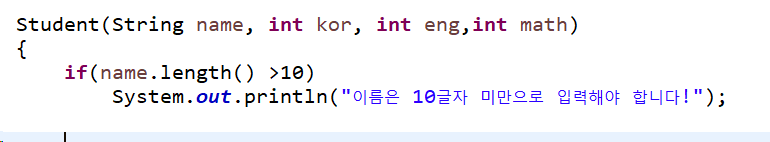 Student(String name, int kor, int eng,int math)
{
if(name.length() >10)
System.out.println("이름은 10글자 미만으로 입력해야 합니다!");